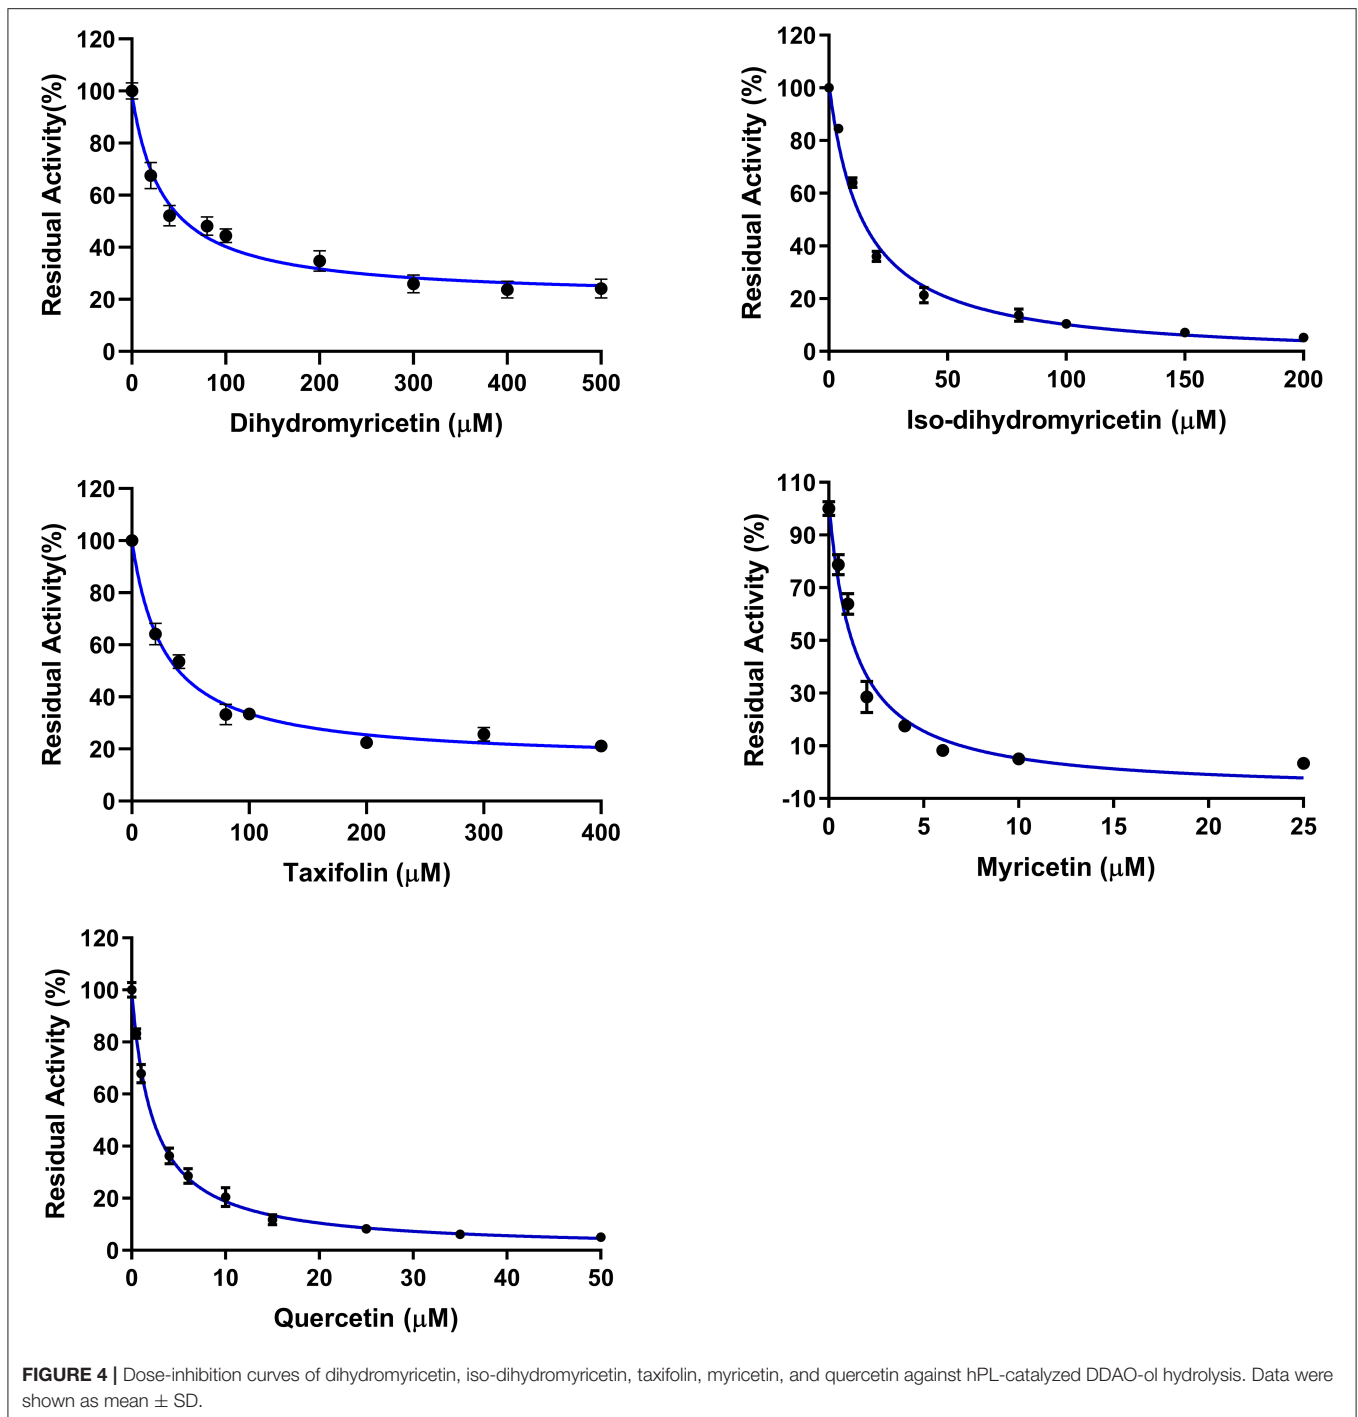 120
100
80
60
40
20
0
0 100 200 300 400 500
Residual Activity(%)
Dihydromyricetin (μM)
120
100
80
60
40
20
0
0 50 100 150 200
Residual Activity (%)
Iso-dihydromyricetin (μM)
120
100
80
60
40
20
0
0 100 200 300 400
Residual Activity(%)
Taxifolin (μM)
110
90
70
50
30
10
-10
0 5 10 15 20 25
Residual Activity (%)
Myricetin (μM)
120
100
80
60
40
20
0
0 10 20 30 40 50
Residual Activity (%)
Quercetin (μM)
FIGURE 4 | Dose-inhibition curves of dihydromyricetin, iso-dihydromyricetin, taxifolin, myricetin, and quercetin against hPL-catalyzed DDAO-ol hydrolysis. Data were
shown as mean ± SD.